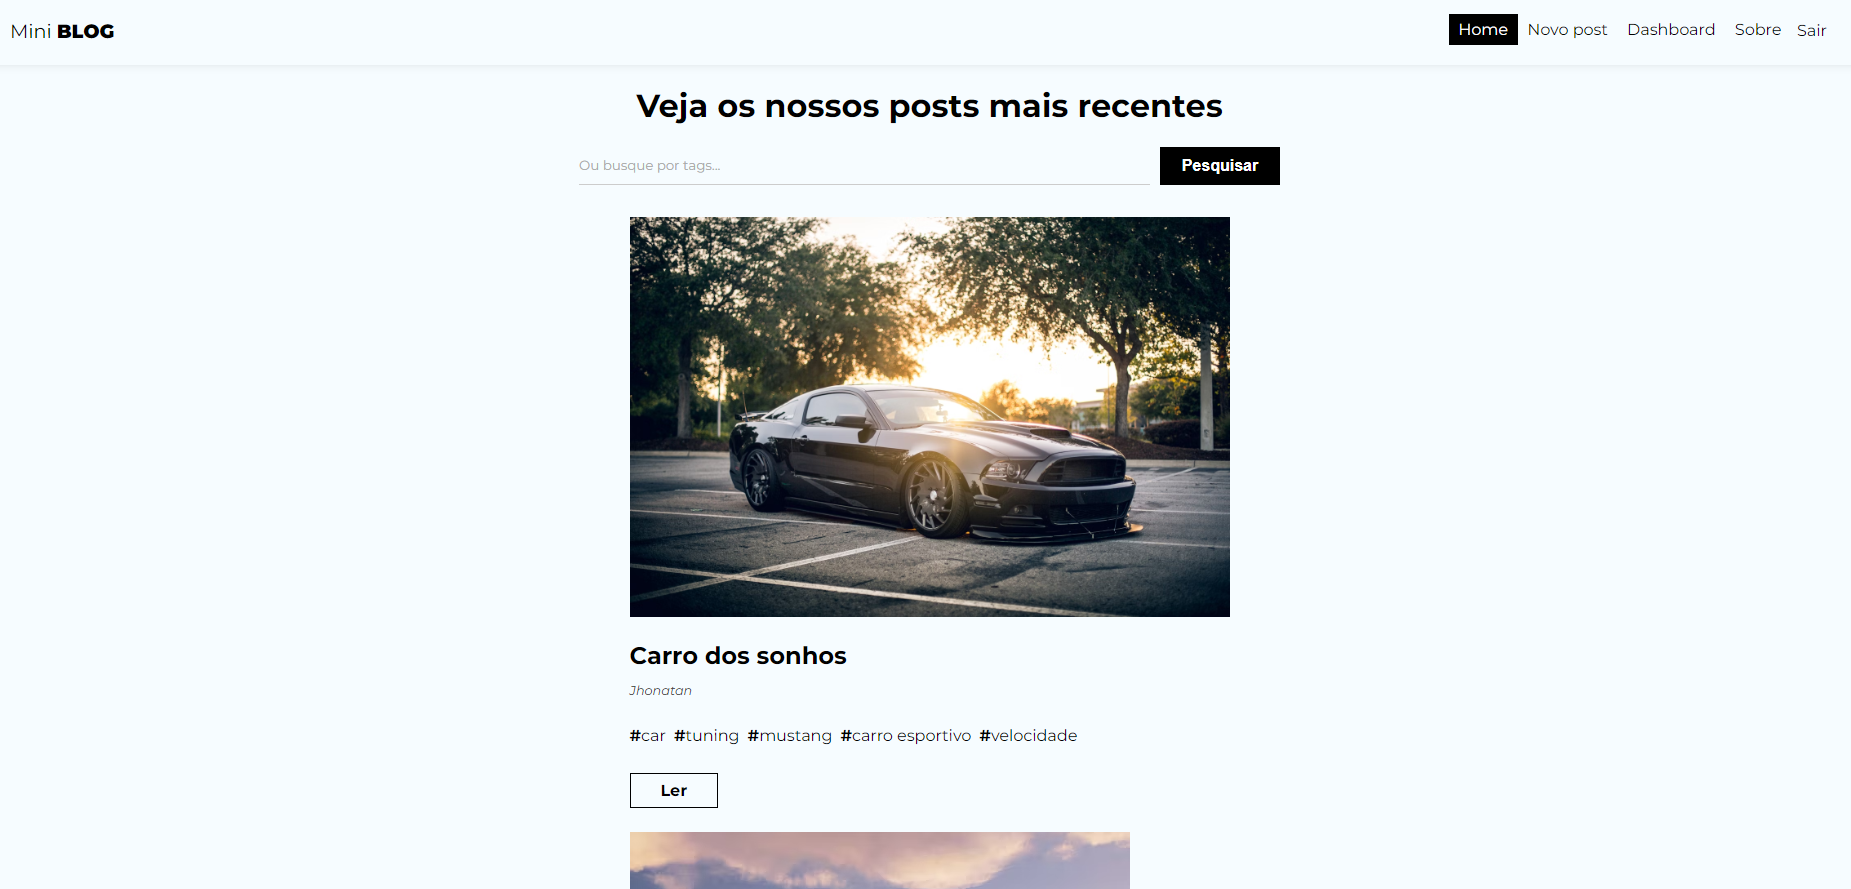 Mini BLOG
Home Novo post Dashboard Sobre Sair
Veja os nossos posts mais recentes
Ou busque por tags...
Pesquisar
Carro dos sonhos
Jhonatan
#car #tuning #mustang #carro esportivo #velocidade
Ler